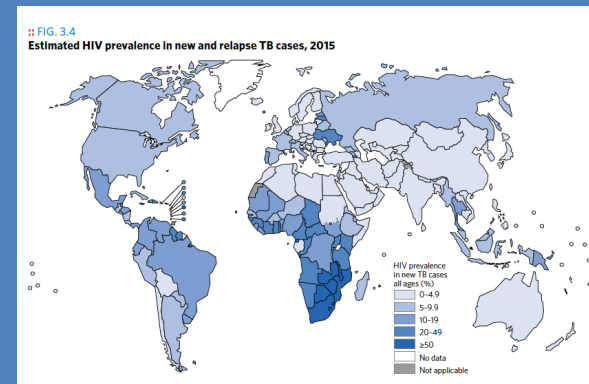 :: FIG. 3.4
Estimated HIV prevalence in new and relapse TB cases, 2015
HIV prevalence
in new TB cases
all ages (%)
0–4.9
5–9.9
10–19
20–49
≥50
No data
Not applicable